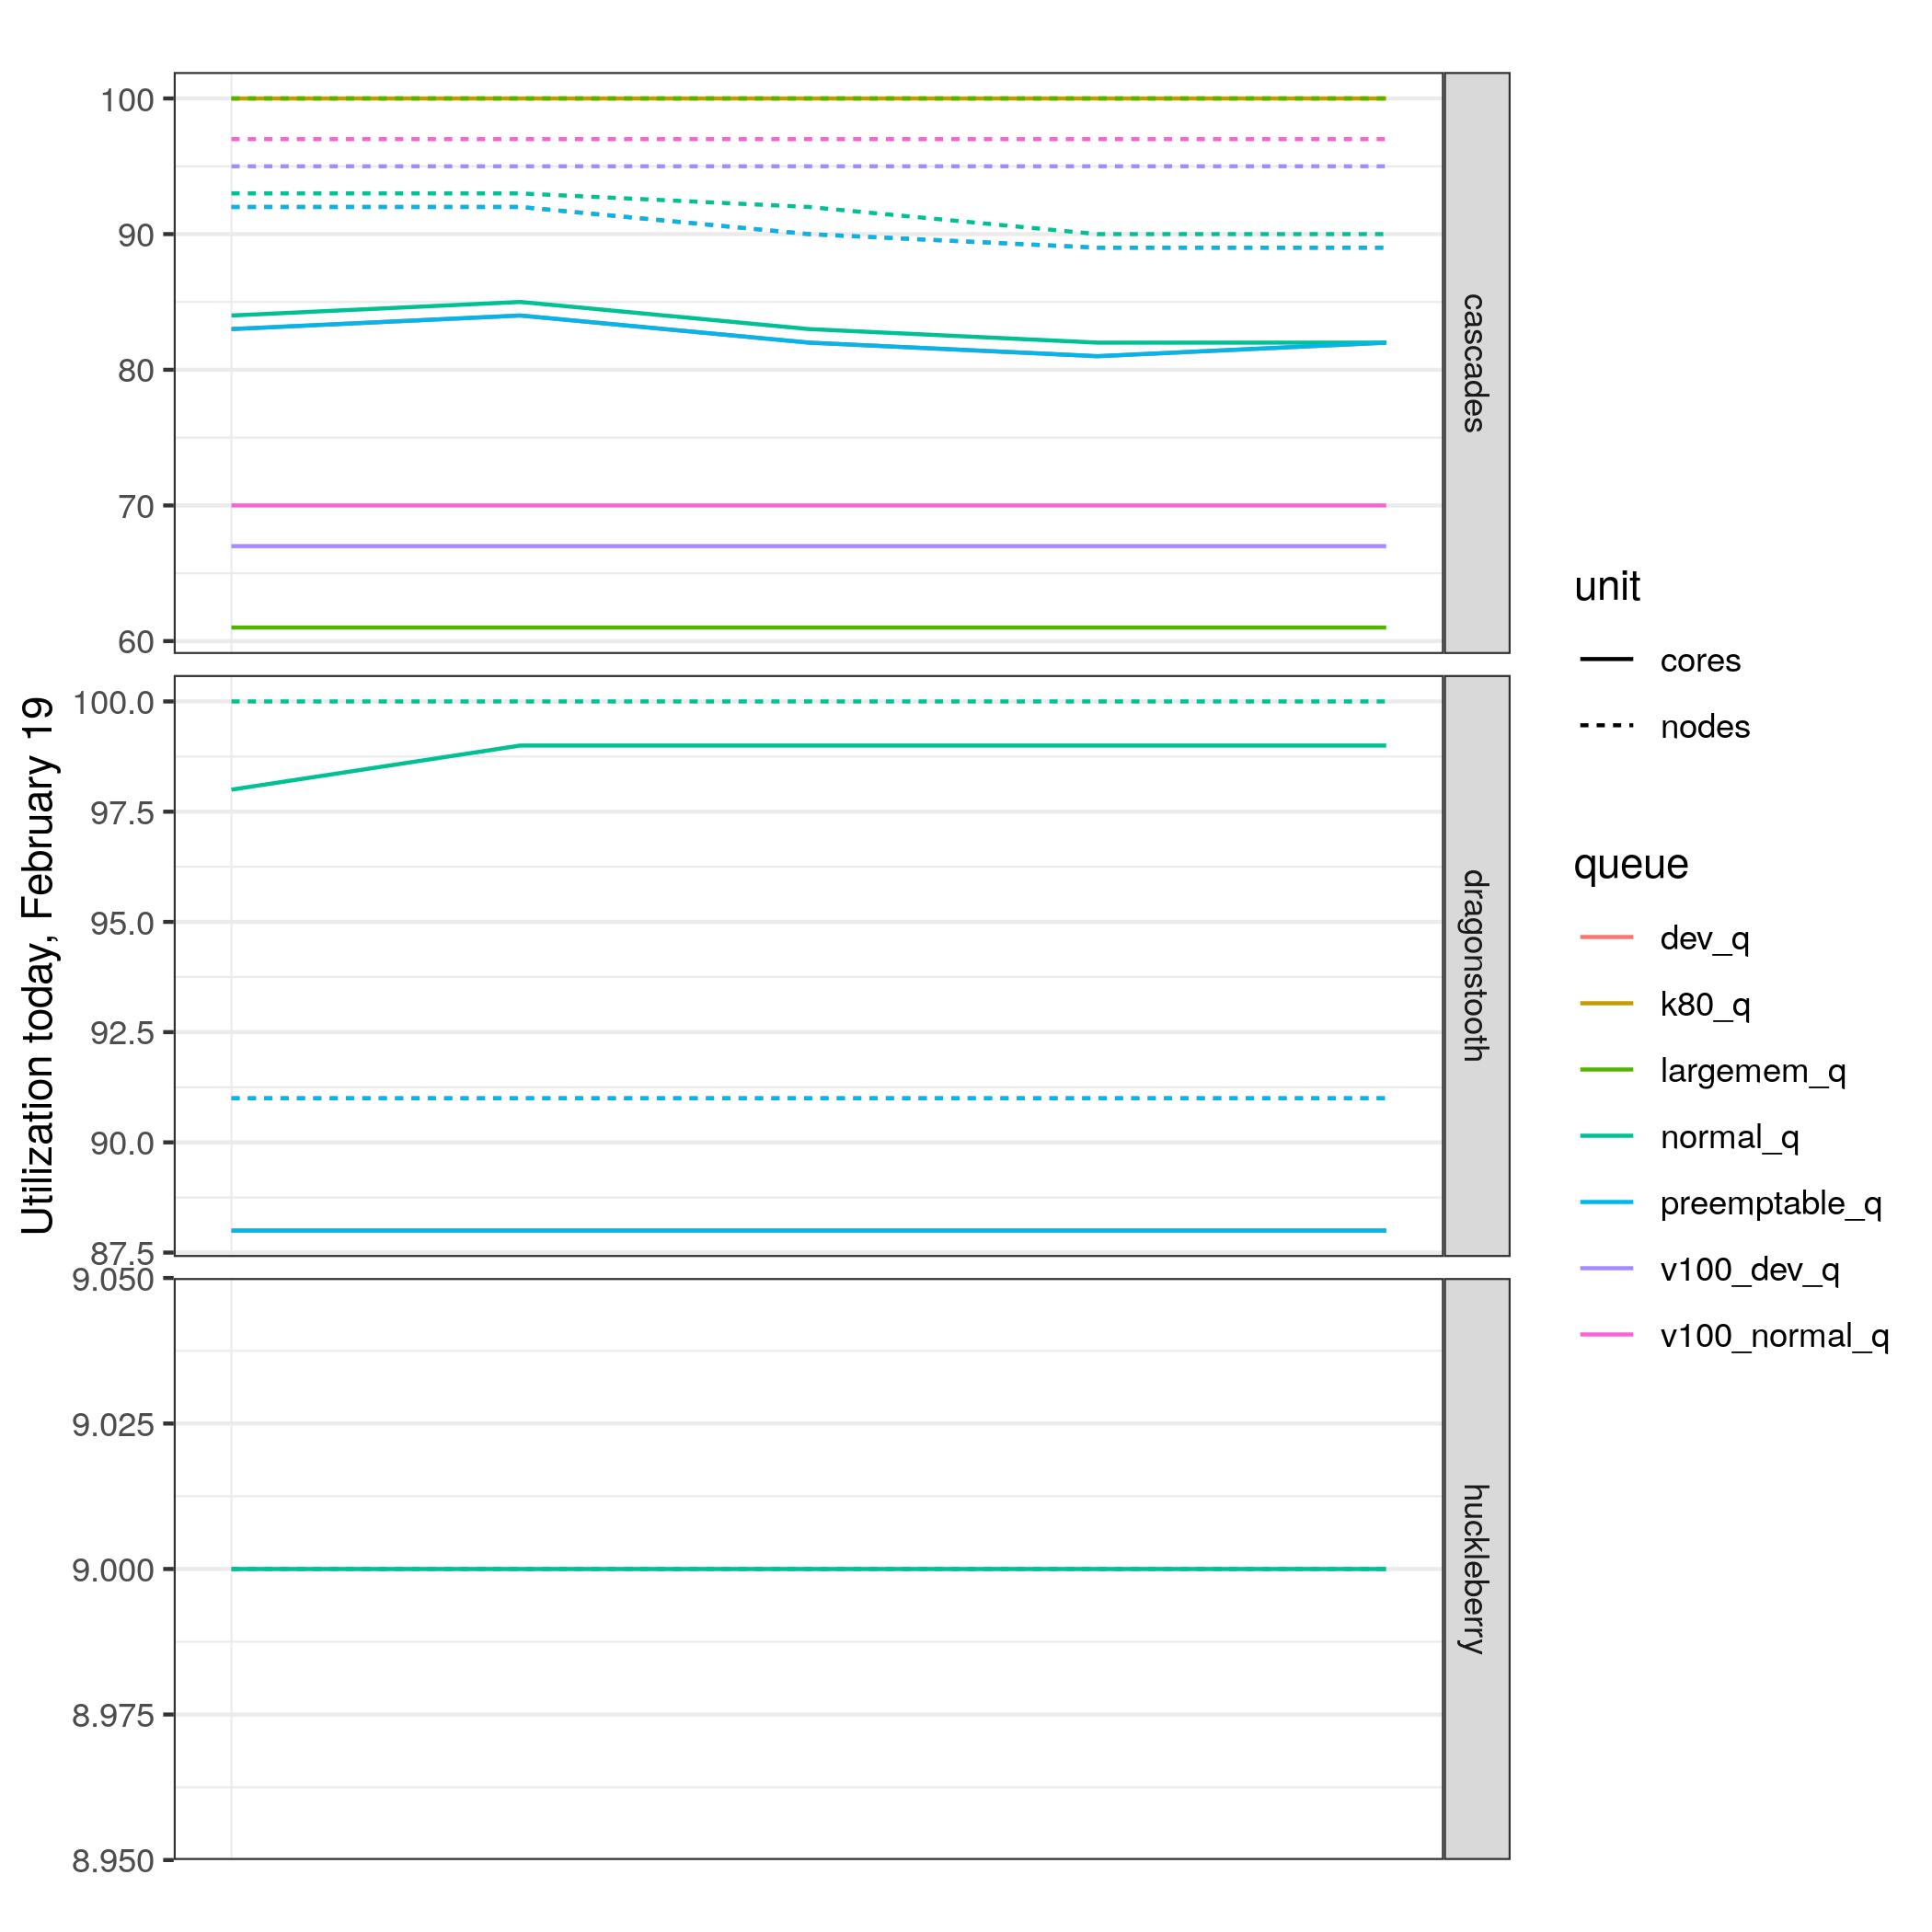 Utilization today, February 19
100
90
80
70
60
cascades
100.0
97.5
95.0
92.5
90.0
87.5
dragonstooth
9.050
9.025
9.000
8.975
8.950
huckleberry
unit
cores
nodes
queue
dev_q
k80_q
largemem_q
normal_q
preemptable_q
v100_dev_q
v100_normal_q